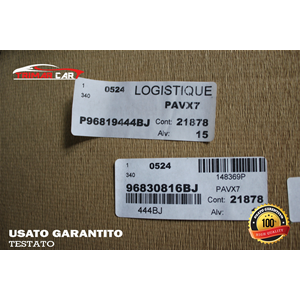 CAR
1
0524
LOGISTIQUE
340
PAVX7
P96819444BJ
Cont: 21878
Alv: 15
1
0524
340
148369P
96830816BJ
PAVX7
Cont: 21878
444BJ
Alv:
USATO GARANTITO
TESTATO